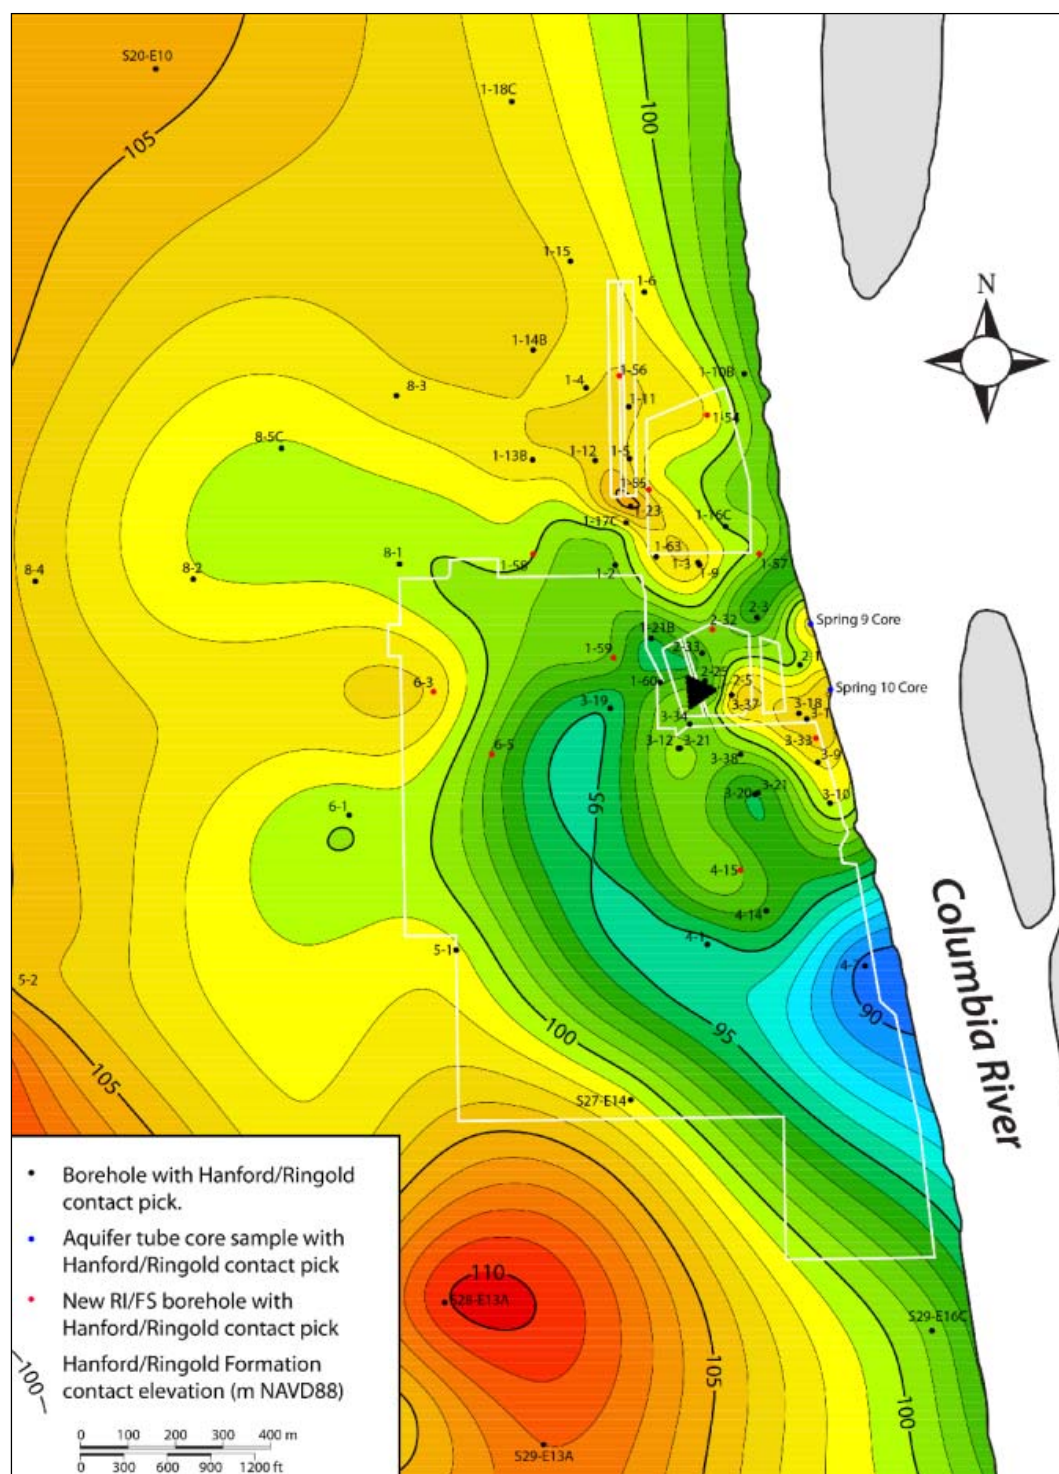 S20-E10
1-18C
100
105
1-15
1-6
N
1-14B
1-56
1-10B
8-3
1-4
1-11
1-54
8-5C
1-13B
1-12
1-5
1-55
1-23
1-17C
1-16C
8-1
1-58
1-63
1-2
1-3
1-9
1-57
8-4
8-2
2-3
2-32
Spring 9 Core
1-21B
2-33
1-59
2-1
1-60
2-25
2-5
Spring 10 Core
6-3
3-19
3-37
3-18
3-1
3-34
3-12
3-21
3-33
3-38
3-9
6-5
3-20
3-21
3-10
95
6-1
4-15
4-14
Columbia River
5-1
4-1
4-7
5-2
90
100
95
105
S27-E14
110
S28-E13A
S29-E16C
105
100
S29-E13A
Borehole with Hanford/Ringold
contact pick.
Aquifer tube core sample with
Hanford/Ringold contact pick
New RI/FS borehole with
Hanford/Ringold contact pick
100
Hanford/Ringold Formation
contact elevation (m NAVD88)
0 100 200 300 400 m
0 300 600 900 1200 ft